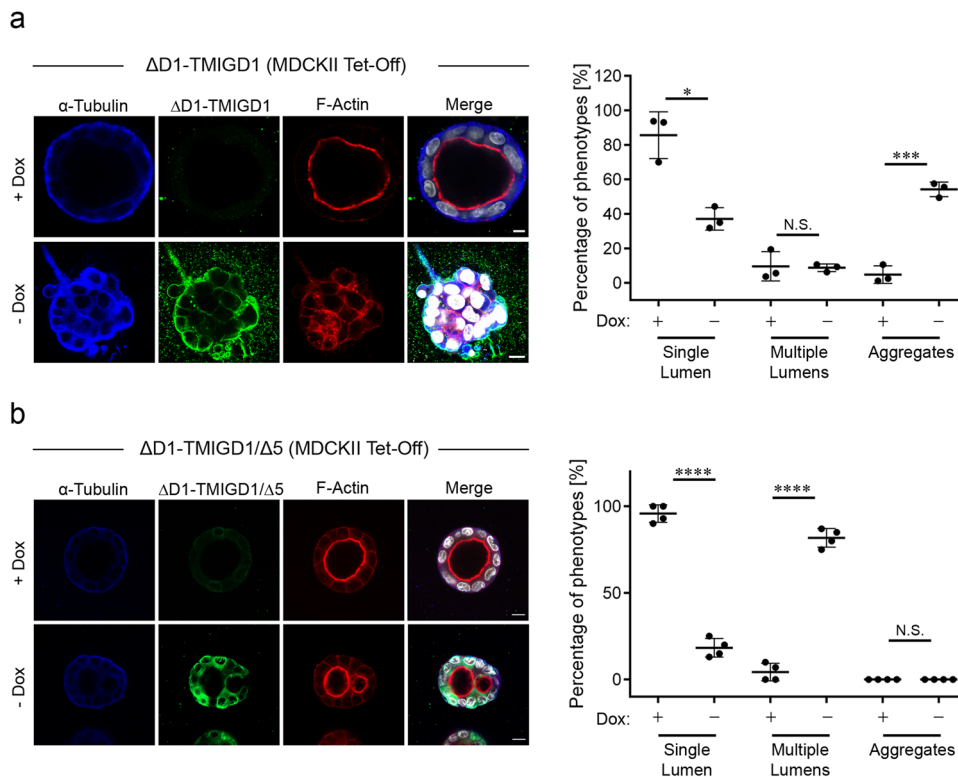 a
ΔD1-TMIGD1 (MDCKII Tet-Off)
α-Tubulin ΔD1-TMIGD1 F-Actin Merge
+ Dox
- Dox
Percentage of phenotypes [%]
120
100
80
60
40
20
0
*
N.S.
***
Dox: + − + − + −
Single Lumen Multiple Lumens Aggregates
b
ΔD1-TMIGD1/Δ5 (MDCKII Tet-Off)
α-Tubulin ΔD1-TMIGD1/Δ5 F-Actin Merge
+ Dox
- Dox
Percentage of phenotypes [%]
100
50
0
****
****
N.S.
Dox: + − + − + −
Single Lumen Multiple Lumens Aggregates